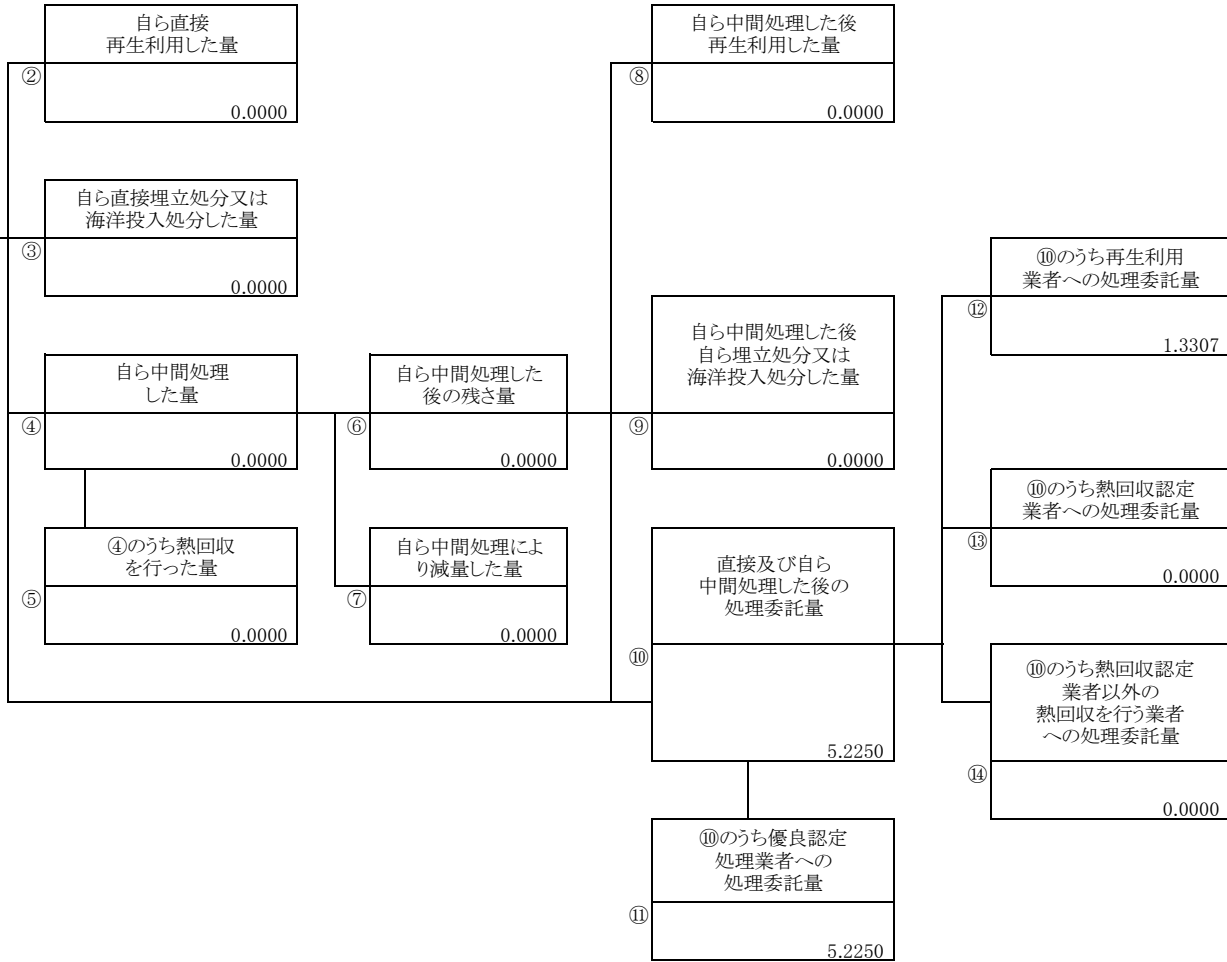 自ら直接
再生利用した量
②
0.0000
自ら直接埋立処分又は
海洋投入処分した量
③
0.0000
自ら中間処理
した量
④
0.0000
④のうち熱回収
を行った量
⑤
0.0000
自ら中間処理した
後の残さ量
⑥
0.0000
自ら中間処理によ
り減量した量
⑦
0.0000
自ら中間処理した後
再生利用した量
⑧
0.0000
自ら中間処理した後
自ら埋立処分又は
海洋投入処分した量
⑨
0.0000
直接及び自ら
中間処理した後の
処理委託量
⑩
5.2250
⑩のうち優良認定
処理業者への
処理委託量
⑪
5.2250
⑩のうち再生利用
業者への処理委託量
⑫
1.3307
⑩のうち熱回収認定
業者への処理委託量
⑬
0.0000
⑩のうち熱回収認定
業者以外の
熱回収を行う業者
への処理委託量
⑭
0.0000